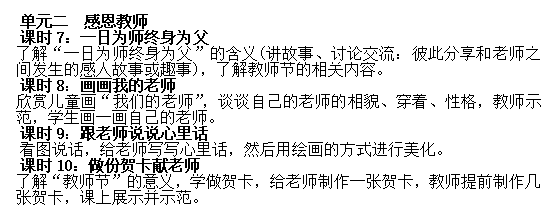 单元二 感恩教师
课时7：一日为师终身为父
了解“一日为师终身为父”的含义(讲故事、讨论交流：彼此分享和老师之
间发生的感人故事或趣事)，了解教师节的相关内容。
课时8：画画我的老师
欣赏儿童画“我们的老师”，谈谈自己的老师的相貌、穿着、性格，教师示
范，学生画一画自己的老师。
课时9：跟老师说说心里话
看图说话，给老师写写心里话，然后用绘画的方式进行美化。
课时10：做份贺卡献老师
了解“教师节”的意义，学做贺卡，给老师制作一张贺卡，教师提前制作几
张贺卡，课上展示并示范。